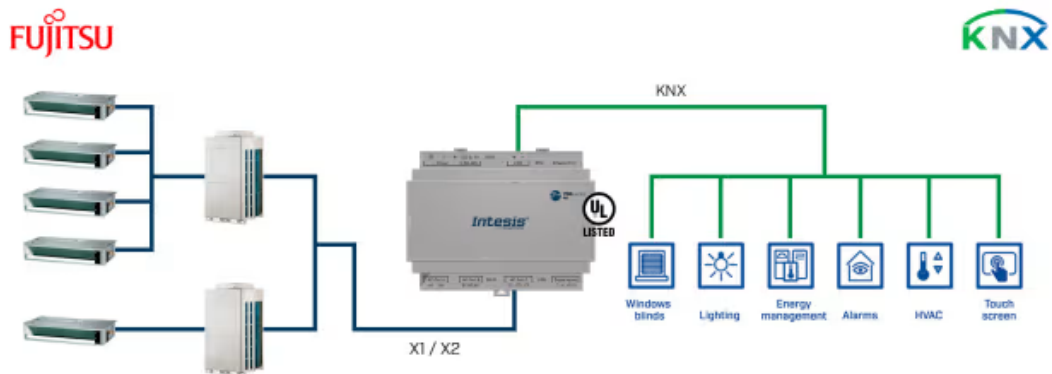 FUJITSU
KNX
KNX
Intesis
UL
LISTED
X1 / X2
Windows
blinds
Lighting
Energy
management
Alarms
HVAC
Touch
screen